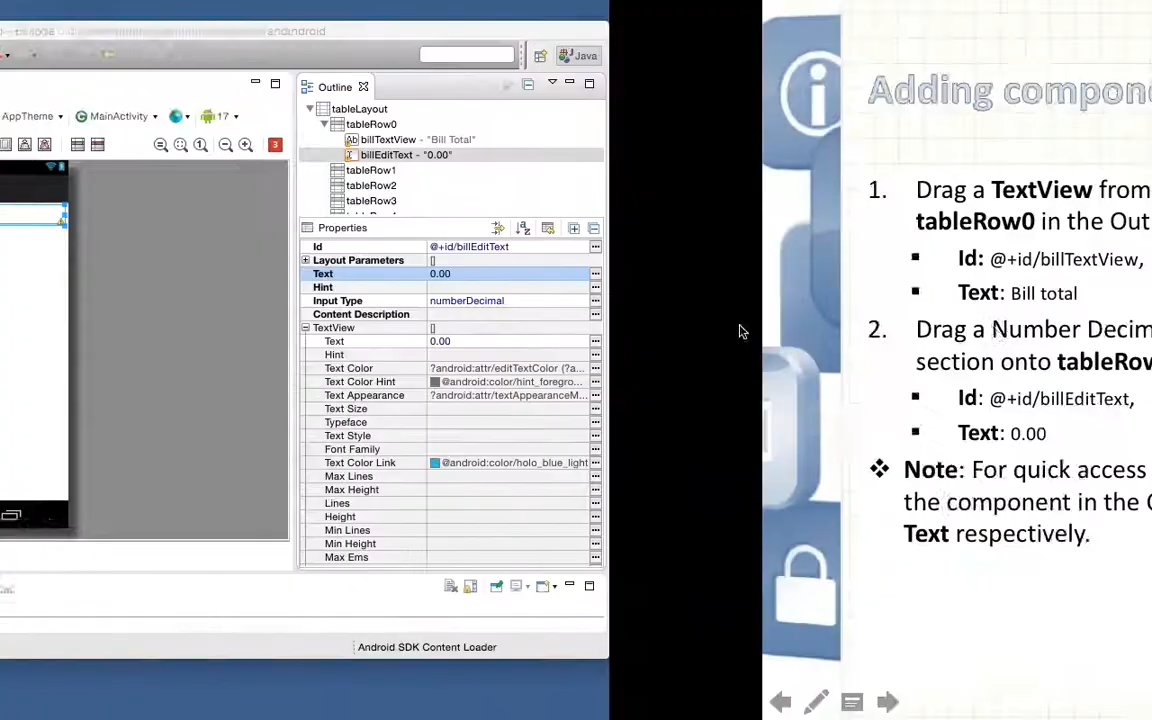 andndroid
Java
Outline
AppTheme
MainActivity
17
3
tableLayout
tableRow0
billTextView - "Bill Total"
billEditText - "0.00"
tableRow1
tableRow2
tableRow3
Properties
Id @+id/billEditText
Layout Parameters []
Text 0.00
Hint
Input Type numberDecimal
Content Description
TextView []
Text 0.00
Hint
Text Color ?android:attr/editTextColor (?a...
Text Color Hint @android:color/hint_foregro...
Text Appearance ?android:attr/textAppearanceM...
Text Size
Typeface
Text Style
Font Family
Text Color Link @android:color/holo_blue_light
Max Lines
Max Height
Lines
Height
Min Lines
Min Height
Max Ems
Android SDK Content Loader
Adding compon
1. Drag a TextView from
tableRow0 in the Out
Id: @+id/billTextView,
Text: Bill total
2. Drag a Number Decim
section onto tableRow
Id: @+id/billEditText,
Text: 0.00
Note: For quick access
the component in the O
Text respectively.